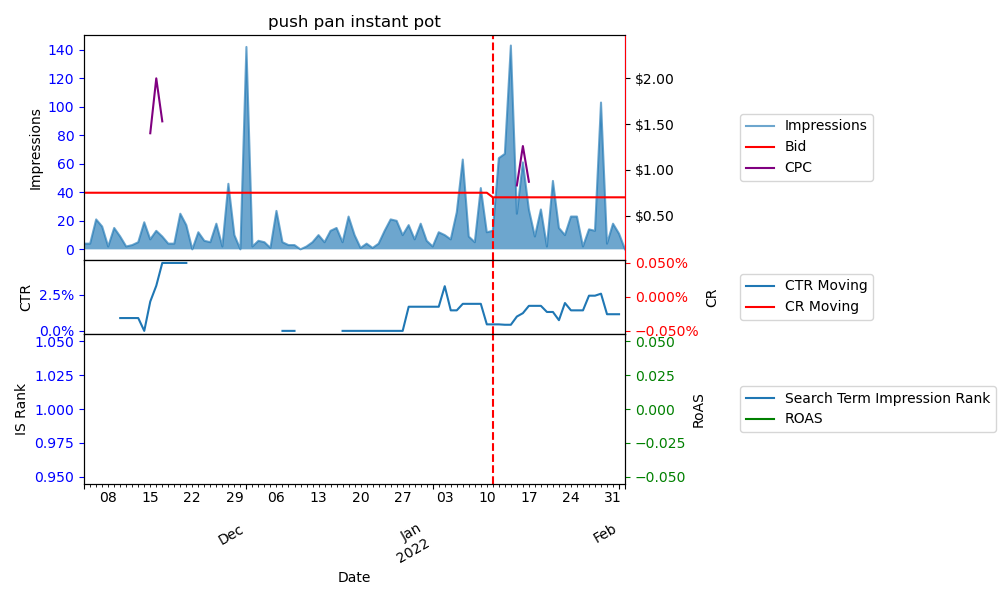 push pan instant pot
140
120
100
80
60
40
20
0
Impressions
$2.00
$1.50
$1.00
$0.50
Impressions
Bid
CPC
2.5%
0.0%
CTR
0.050%
0.000%
−0.050%
CR
CTR Moving
CR Moving
1.050
1.025
1.000
0.975
0.950
IS Rank
0.050
0.025
0.000
−0.025
−0.050
RoAS
Search Term Impression Rank
ROAS
08 15 22 29 06 13 20 27 03 10 17 24 31
Dec Jan Feb
2022
Date